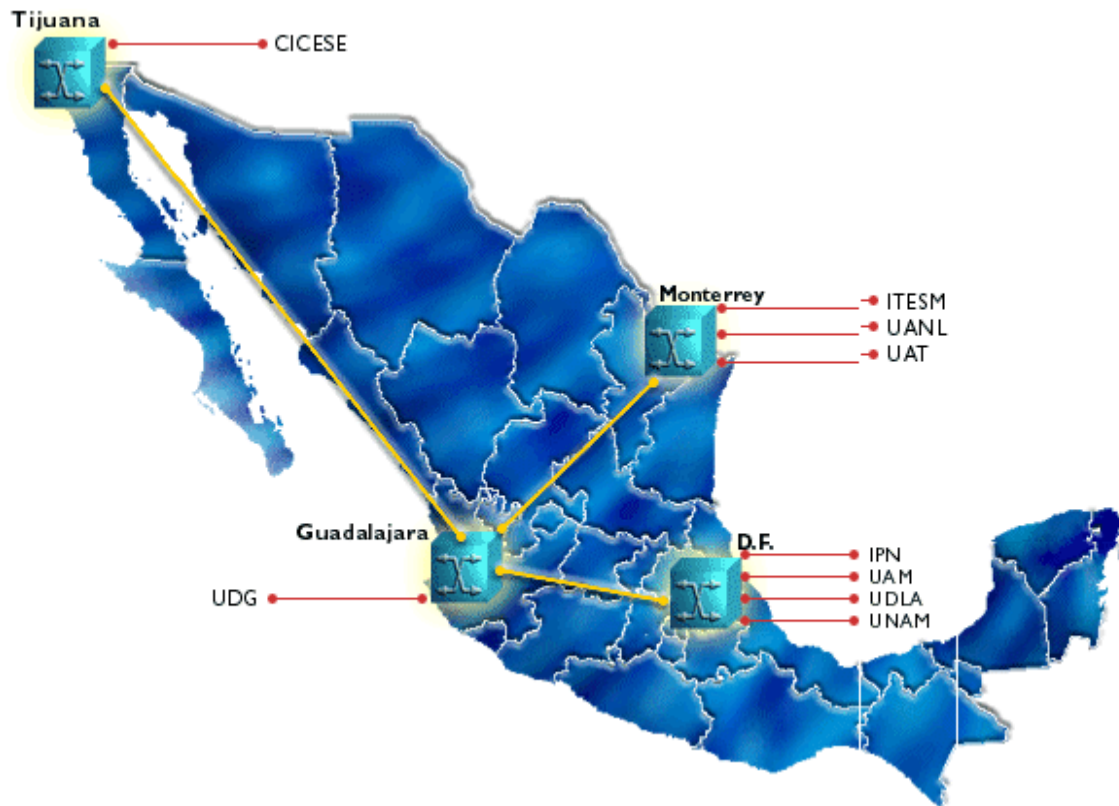 Tijuana
CICESE
Monterrey
ITESM
UANL
UAT
Guadalajara
UDG
D.F.
IPN
UAM
UDLA
UNAM